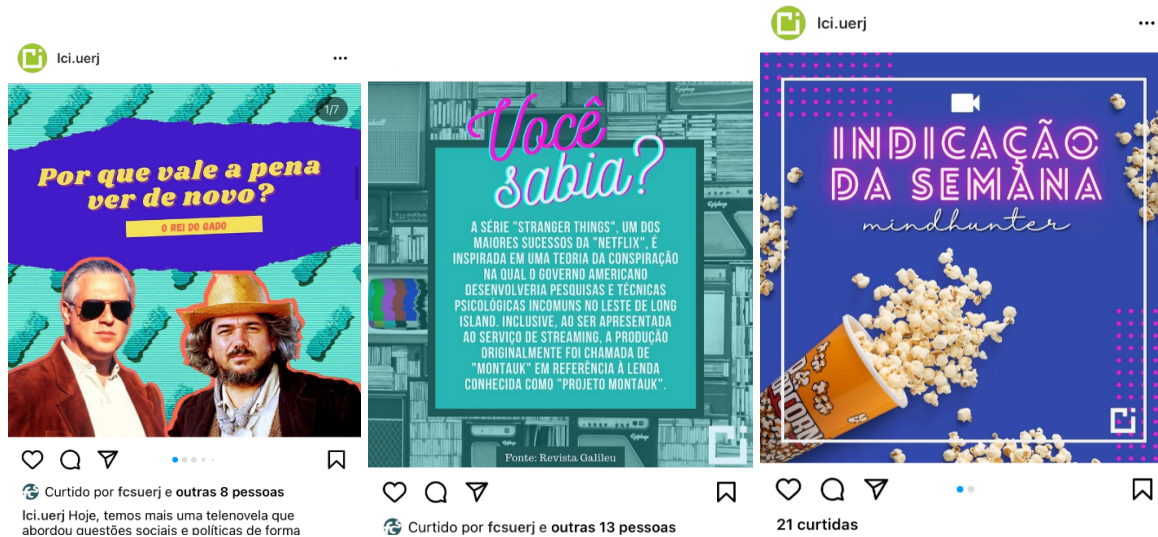 lci.uerj
1/7
Por que vale a pena
ver de novo?
O REI DO GADO
Curtido por fcsuerj e outras 8 pessoas
lci.uerj Hoje, temos mais uma telenovela que
abordou questões sociais e políticas de forma
Você
sabia?
A SÉRIE "STRANGER THINGS", UM DOS
MAIORES SUCESSOS DA "NETFLIX", É
INSPIRADA EM UMA TEORIA DA CONSPIRAÇÃO
NA QUAL O GOVERNO AMERICANO
DESENVOLVERIA PESQUISAS E TÉCNICAS
PSICOLÓGICAS INCOMUNS NO LESTE DE LONG
ISLAND. INCLUSIVE, AO SER APRESENTADA
AO SERVIÇO DE STREAMING, A PRODUÇÃO
ORIGINALMENTE FOI CHAMADA DE
"MONTAUK" EM REFERÊNCIA À LENDA
CONHECIDA COMO "PROJETO MONTAUK".
Fonte: Revista Galileu
Curtido por fcsuerj e outras 13 pessoas
lci.uerj
INDICAÇÃO
DA SEMANA
mindhunter
POPCORN
21 curtidas